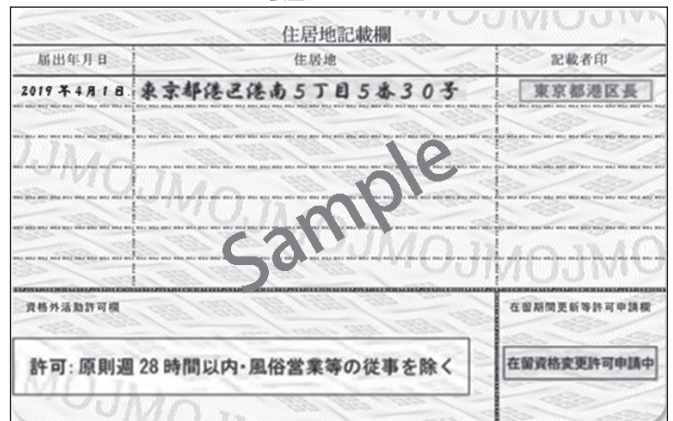 住居地記載欄
届出年月日 住居地 記載者印
2019年4月1日 東京都港区港南5丁目5番30号 東京都港区長
Sample
資格外活動許可欄 在留期間更新等許可申請欄
許可: 原則週 28 時間以内・風俗営業等の従事を除く 在留資格変更許可申請中
MOJMOJMO